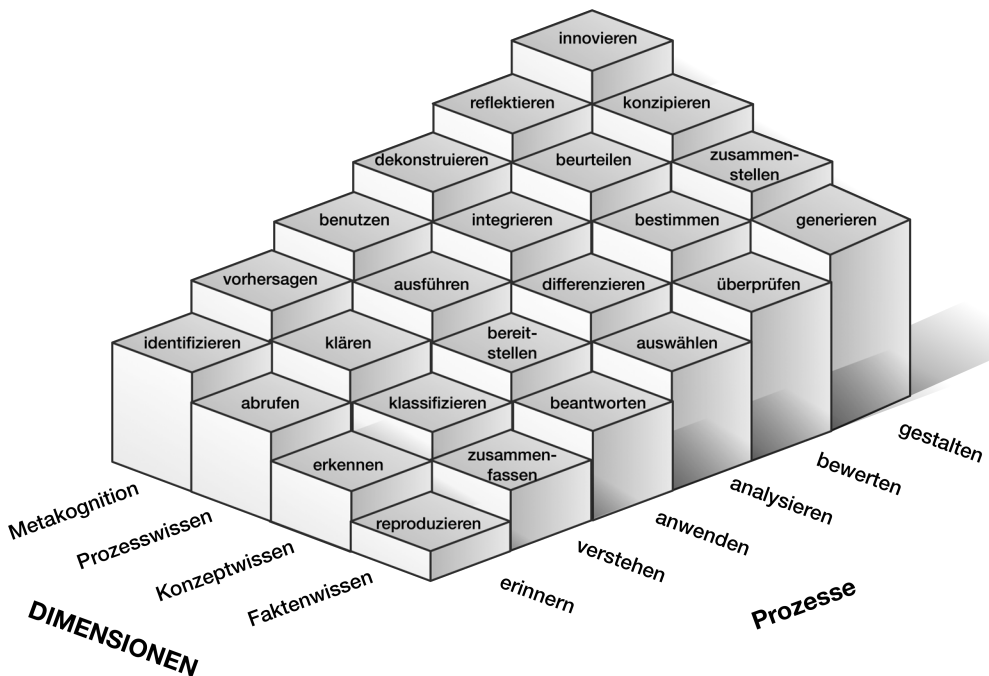 innovieren
reflektieren
konzipieren
dekonstruieren
beurteilen
zusammen-
stellen
benutzen
integrieren
bestimmen
generieren
vorhersagen
ausführen
differenzieren
überprüfen
identifizieren
klären
bereit-
stellen
auswählen
abrufen
klassifizieren
beantworten
erkennen
zusammen-
fassen
reproduzieren
Metakognition
Prozesswissen
Konzeptwissen
Faktenwissen
DIMENSIONEN
erinnern
verstehen
anwenden
analysieren
bewerten
gestalten
Prozesse